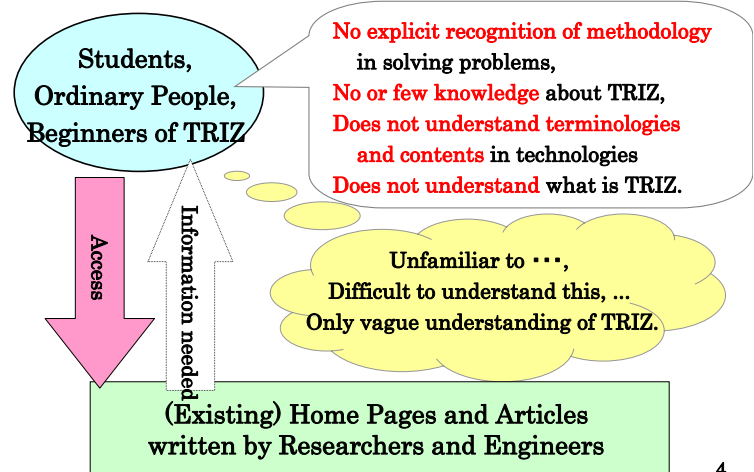 Students,
Ordinary People,
Beginners of TRIZ
No explicit recognition of methodology
in solving problems,
No or few knowledge about TRIZ,
Does not understand terminologies
and contents in technologies
Does not understand what is TRIZ.
Access
Information needed
Unfamiliar to ・・・,
Difficult to understand this, ...
Only vague understanding of TRIZ.
(Existing) Home Pages and Articles
written by Researchers and Engineers
4